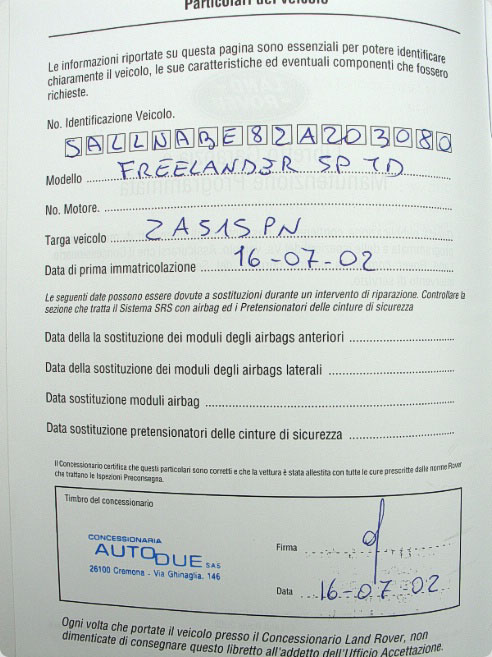 Particolari del veicolo
Le informazioni riportate su questa pagina sono essenziali per potere identificare
chiaramente il veicolo, le sue caratteristiche ed eventuali componenti che fossero
richieste.
No. Identificazione Veicolo.
SALLNABE82A203080
Modello FREELANDER 5P TD
No. Motore.
Targa veicolo ZA515PN
Data di prima immatricolazione 16-07-02
Le seguenti date possono essere dovute a sostituzioni durante un intervento di riparazione. Controllare la
sezione che tratta il Sistema SRS con airbag ed i Pretensionatori delle cinture di sicurezza
Data della la sostituzione dei moduli degli airbags anteriori
Data della sostituzione dei moduli degli airbags laterali
Data sostituzione moduli airbag
Data sostituzione pretensionatori delle cinture di sicurezza
Il Concessionario certifica che questi particolari sono corretti e che la vettura è stata allestita con tutte le cure prescritte dalle norme Rover
che trattano le Ispezioni Preconsegna.
Timbro del concessionario
CONCESSIONARIA
AUTODUE SAS
26100 Cremona - Via Ghinaglia, 146
Firma
Data 16-07-02
Ogni volta che portate il veicolo presso il Concessionario Land Rover, non
dimenticate di consegnare questo libretto all'addetto dell'Ufficio Accettazione.